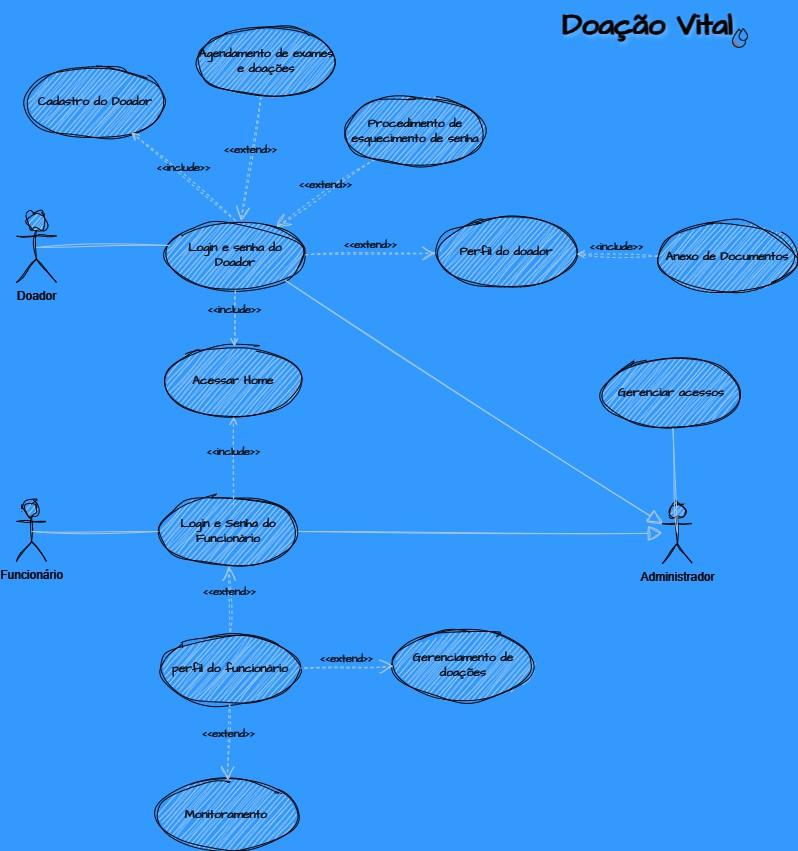 Doação Vital
Agendamento de exames
e doações
Cadastro do Doador
Procedimento de
esquecimento de senha
<<extend>>
<<include>>
<<extend>>
Doador
Login e senha do
Doador
<<extend>>
Perfil do doador
<<include>>
Anexo de Documentos
<<include>>
Acessar Home
Gerenciar acessos
<<include>>
Funcionário
Login e Senha do
Funcionário
Administrador
<<extend>>
perfil do funcionário
<<extend>>
Gerenciamento de
doações
<<extend>>
Monitoramento